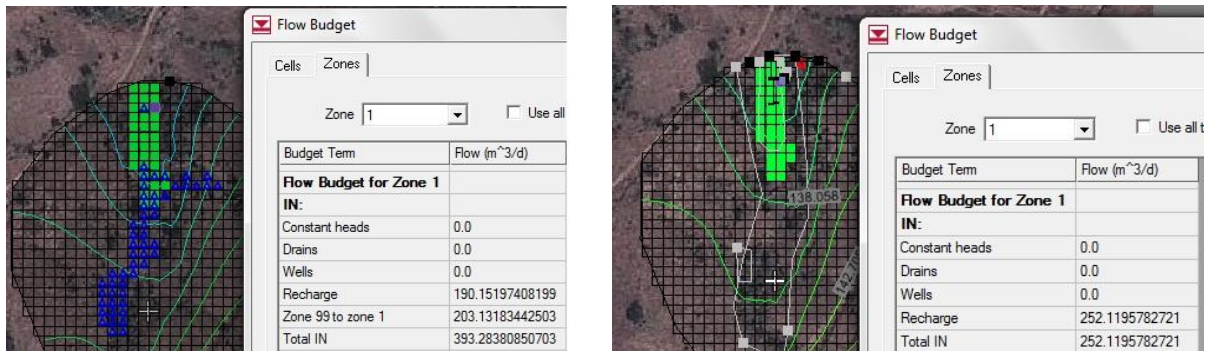 Flow Budget
Cells Zones
Zone 1 Use all
Budget Term Flow (m^3/d)
Flow Budget for Zone 1
IN:
Constant heads 0.0
Drains 0.0
Wells 0.0
Recharge 190.15197408199
Zone 99 to zone 1 203.13183442503
Total IN 393.28380850703
138.058
Flow Budget
Cells Zones
Zone 1 Use all t
Budget Term Flow (m^3/d)
Flow Budget for Zone 1
IN:
Constant heads 0.0
Drains 0.0
Wells 0.0
Recharge 252.1195782721
Total IN 252.1195782721